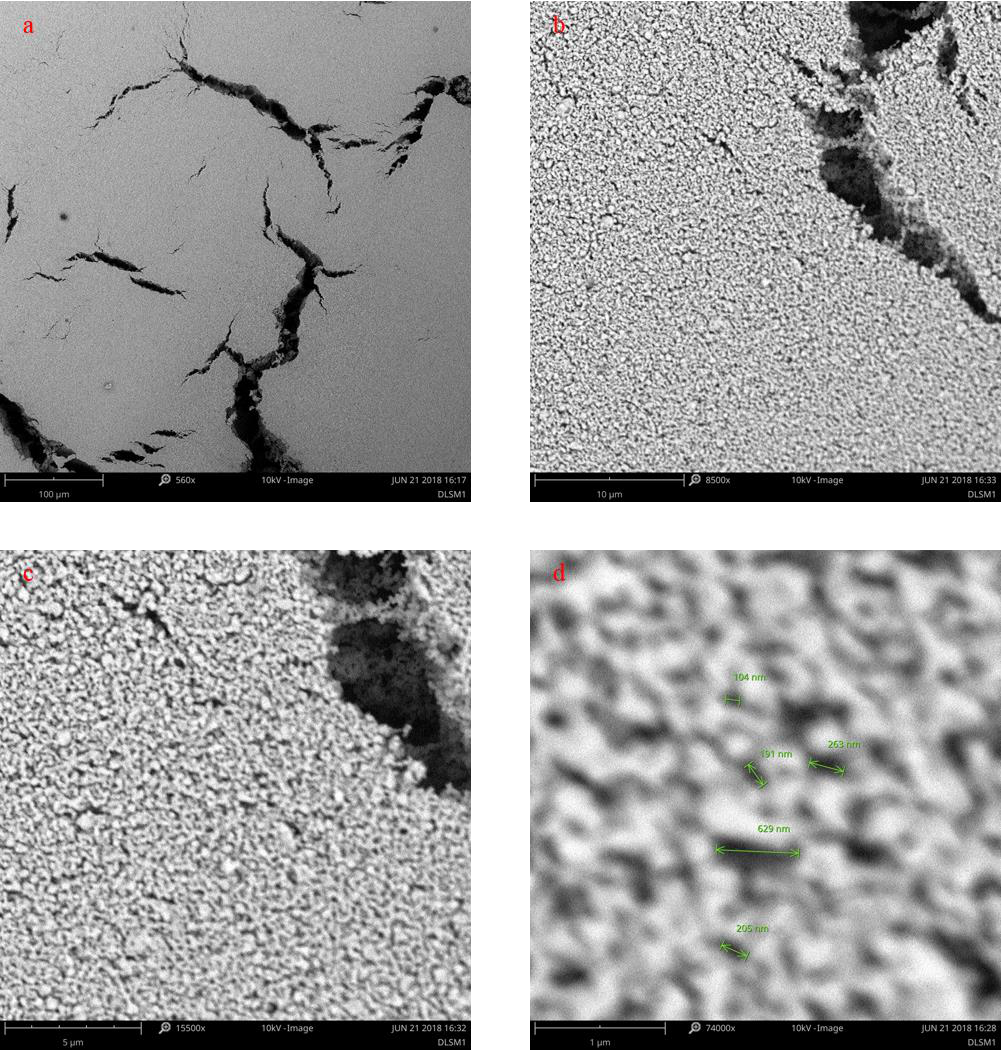 a
b
100 µm
560x
10kV - Image
JUN 21 2018 16:17
DLSM1
10 µm
8500x
10kV - Image
JUN 21 2018 16:33
DLSM1
c
d
104 nm
191 nm
263 nm
629 nm
205 nm
5 µm
15500x
10kV - Image
JUN 21 2018 16:32
DLSM1
1 µm
74000x
10kV - Image
JUN 21 2018 16:28
DLSM1